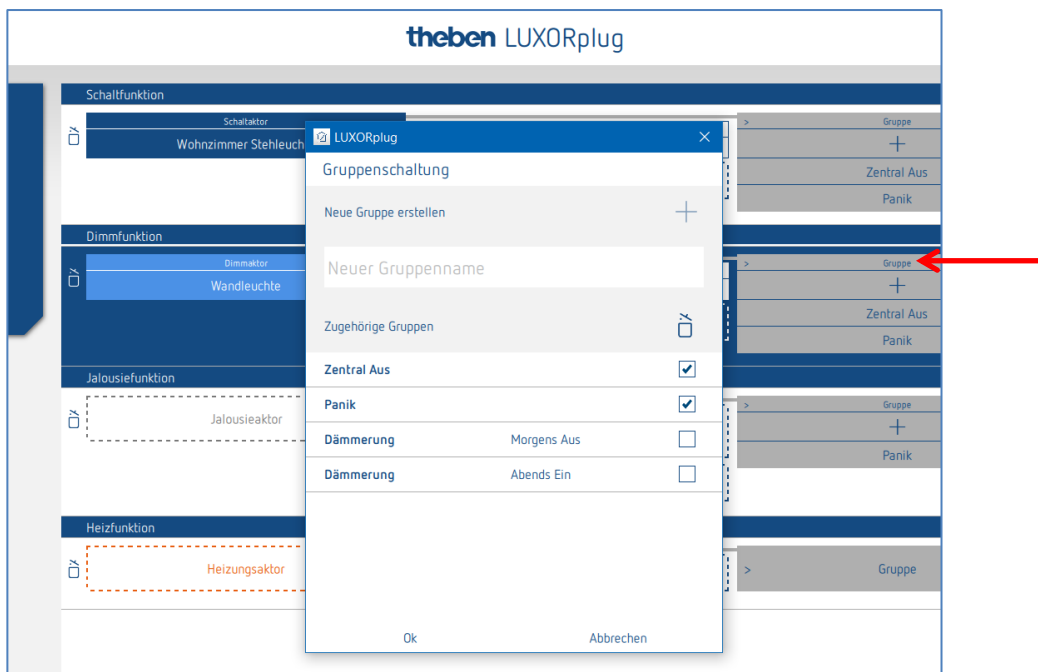 theben LUXORplug
Schaltfunktion
Schaltaktor
Wohnzimmer Stehleuch
> Gruppe
+
Zentral Aus
Panik
LUXORplug
Gruppenschaltung
Neue Gruppe erstellen
Neuer Gruppenname
Zugehörige Gruppen
Zentral Aus
Panik
Dämmerung Morgens Aus
Dämmerung Abends Ein
Ok Abbrechen
Dimmfunktion
Dimmaktor
Wandleuchte
> Gruppe
+
Zentral Aus
Panik
Jalousiefunktion
Jalousieaktor
> Gruppe
+
Panik
Heizfunktion
Heizungsaktor
> Gruppe